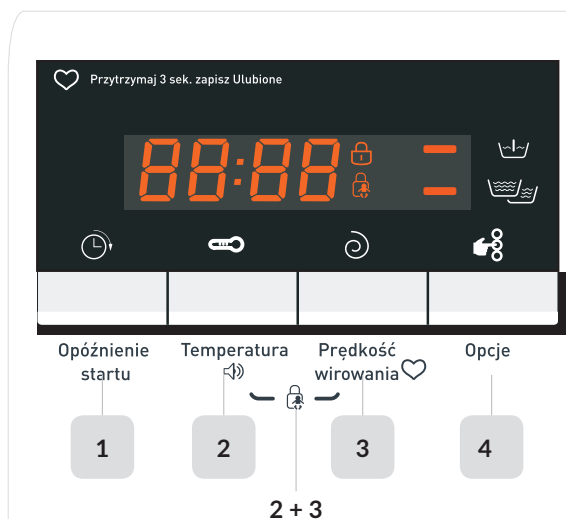 Przytrzymaj 3 sek. zapisz Ulubione
88:88
Opóźnienie startu
Temperatura
Prędkość wirowania
Opcje
1
2
3
4
2 + 3